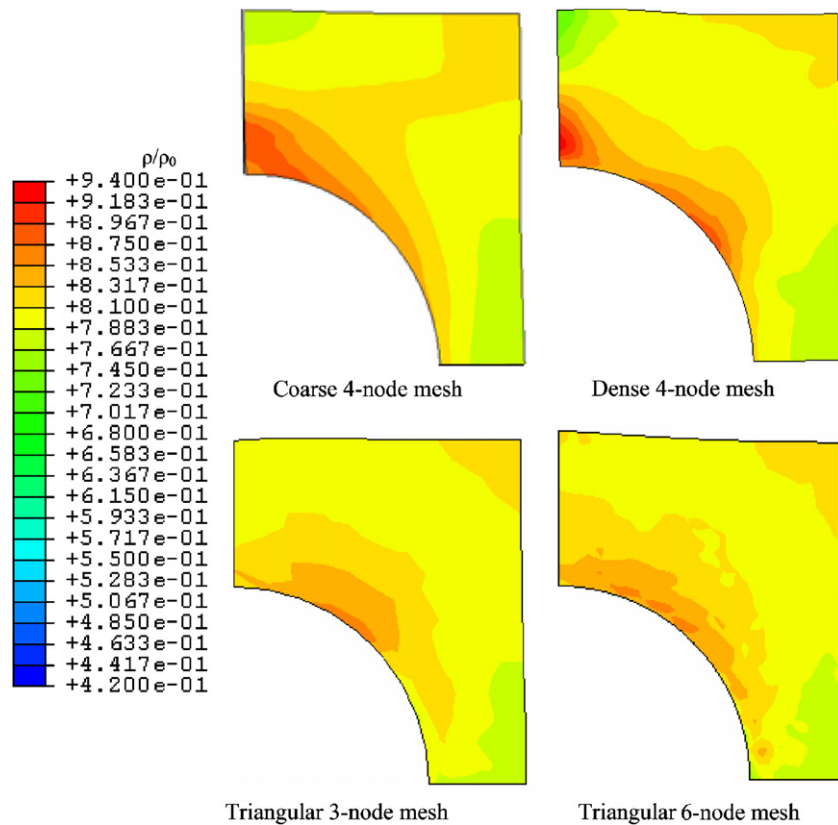 ρ/ρ₀
+9.400e-01
+9.183e-01
+8.967e-01
+8.750e-01
+8.533e-01
+8.317e-01
+8.100e-01
+7.883e-01
+7.667e-01
+7.450e-01
+7.233e-01
+7.017e-01
+6.800e-01
+6.583e-01
+6.367e-01
+6.150e-01
+5.933e-01
+5.717e-01
+5.500e-01
+5.283e-01
+5.067e-01
+4.850e-01
+4.633e-01
+4.417e-01
+4.200e-01
Coarse 4-node mesh
Dense 4-node mesh
Triangular 3-node mesh
Triangular 6-node mesh